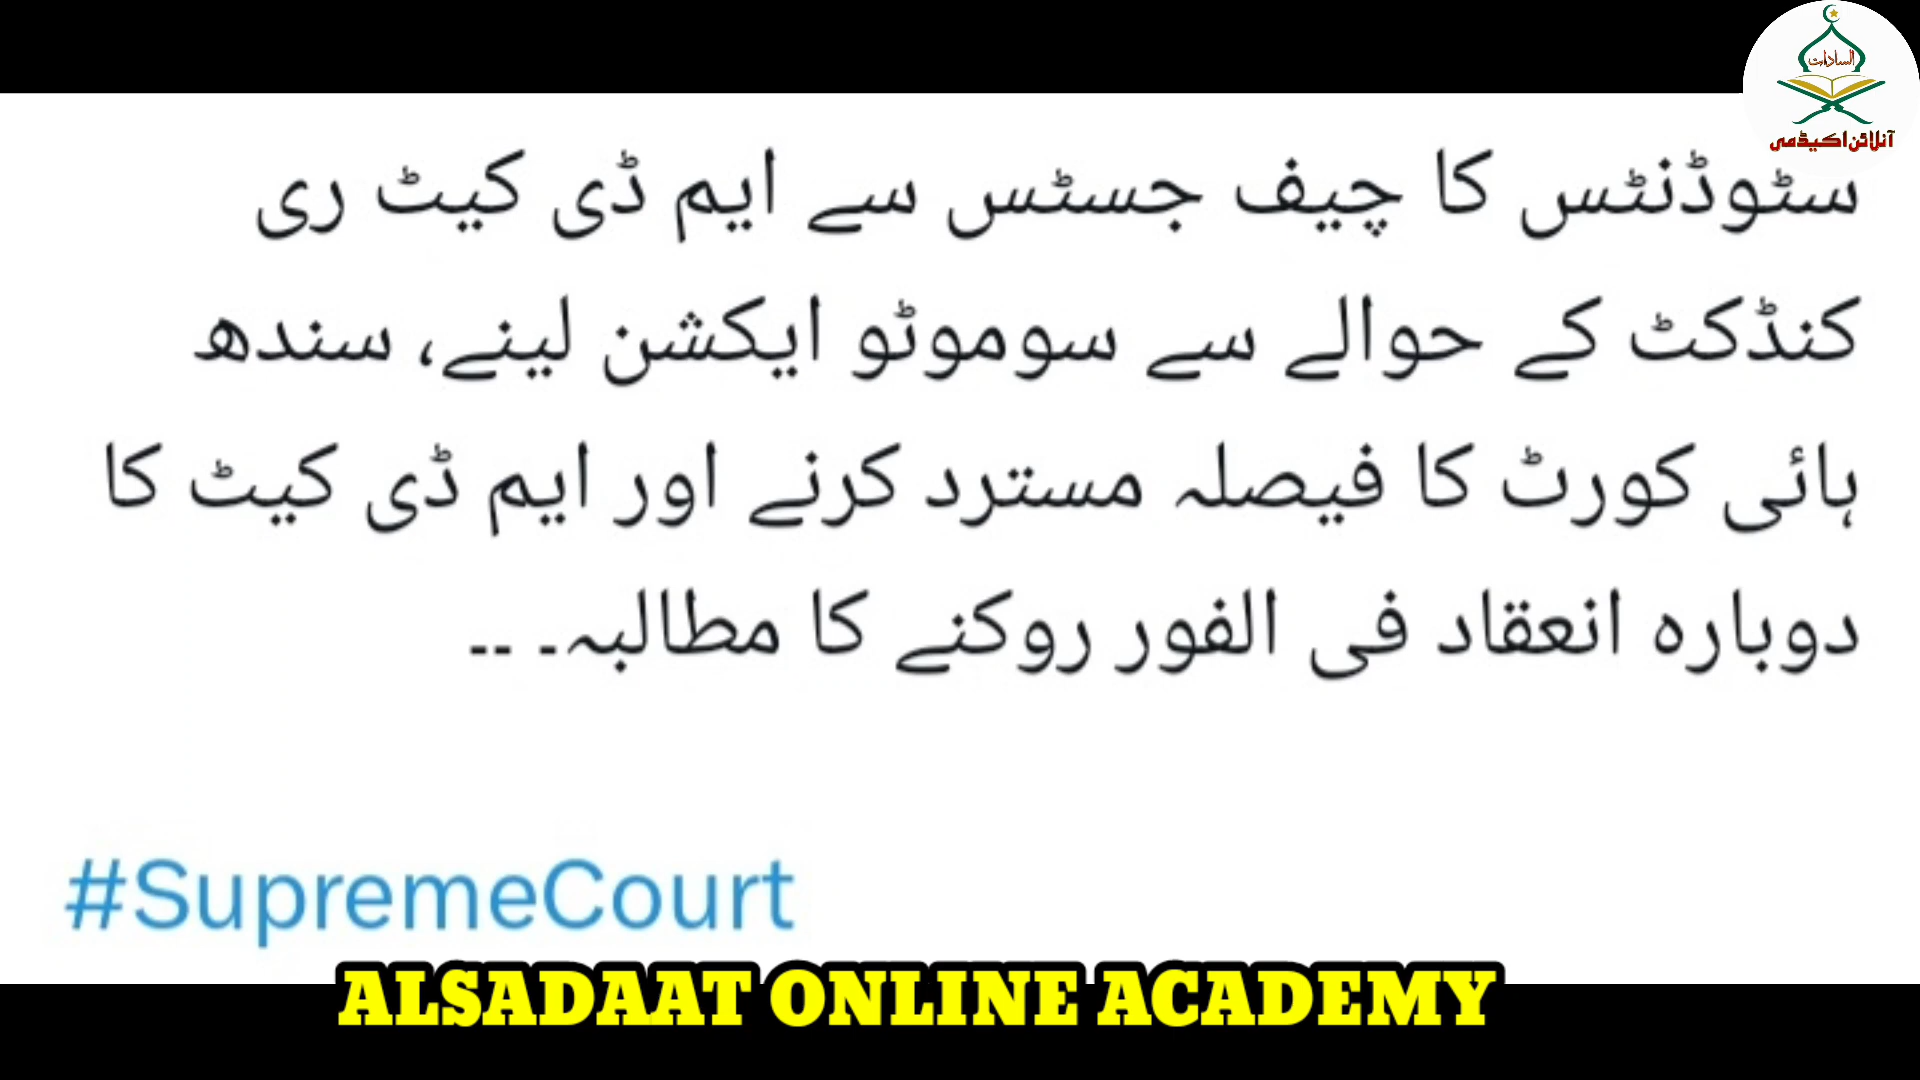 السادات
آنلائن اکیڈمی
سٹوڈنٹس کا چیف جسٹس سے ایم ڈی کیٹ ری
کنڈکٹ کے حوالے سے سوموٹو ایکشن لینے، سندھ
ہائی کورٹ کا فیصلہ مسترد کرنے اور ایم ڈی کیٹ کا
دوبارہ انعقاد فی الفور روکنے کا مطالبہ۔ --
#SupremeCourt
ALSADAAT ONLINE ACADEMY